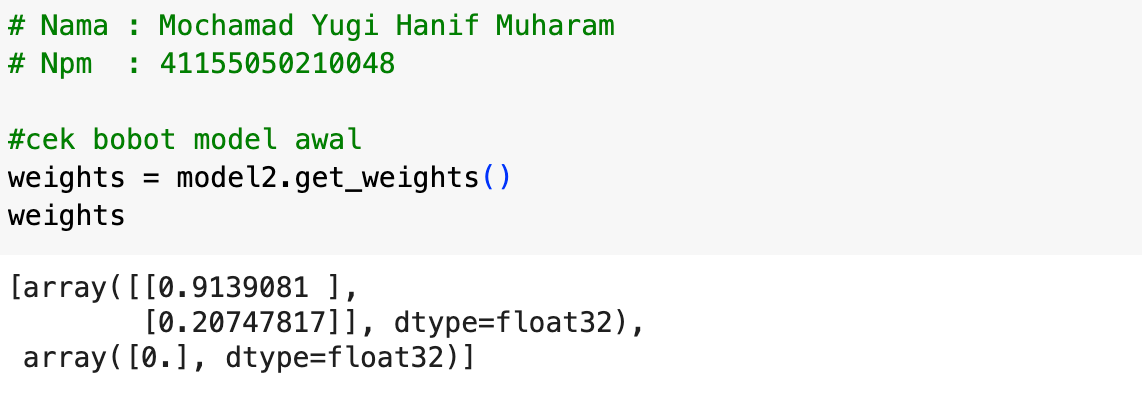 # Nama : Mochamad Yugi Hanif Muharam
# Npm  : 41155050210048
#cek bobot model awal
weights = model2.get_weights()
weights
[array([[0.9139081 ],
        [0.20747817]], dtype=float32),
 array([0.], dtype=float32)]